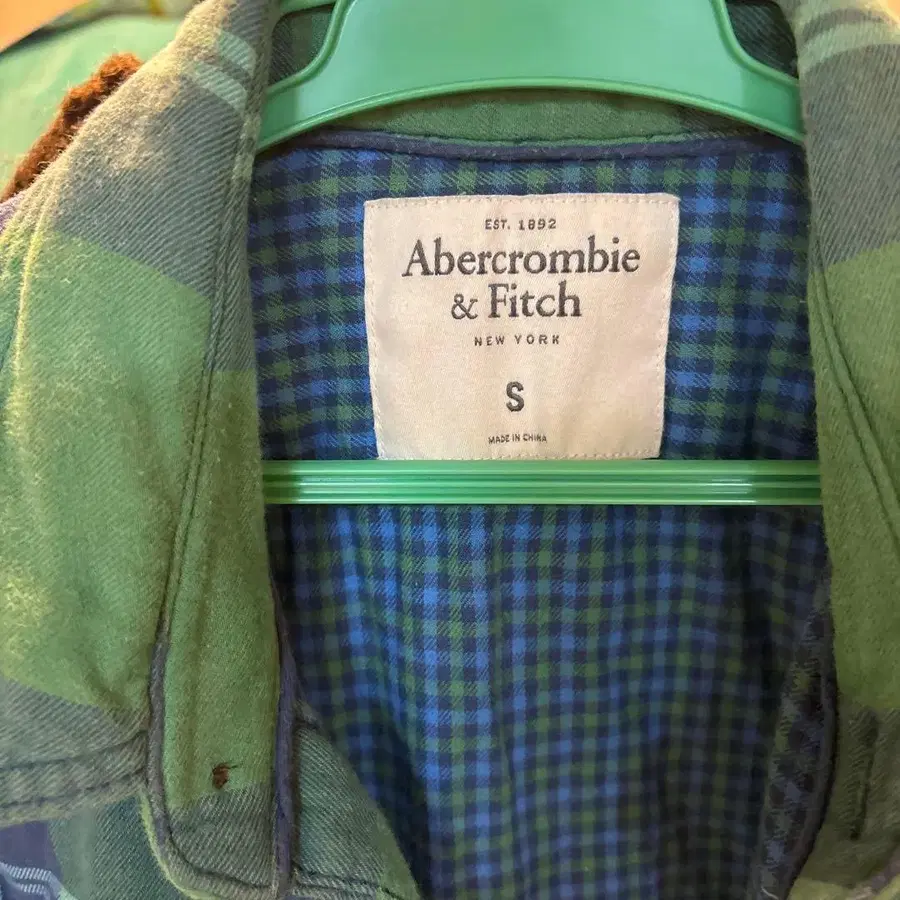 EST. 1892
Abercrombie
& Fitch
NEW YORK
S
MADE IN CHINA